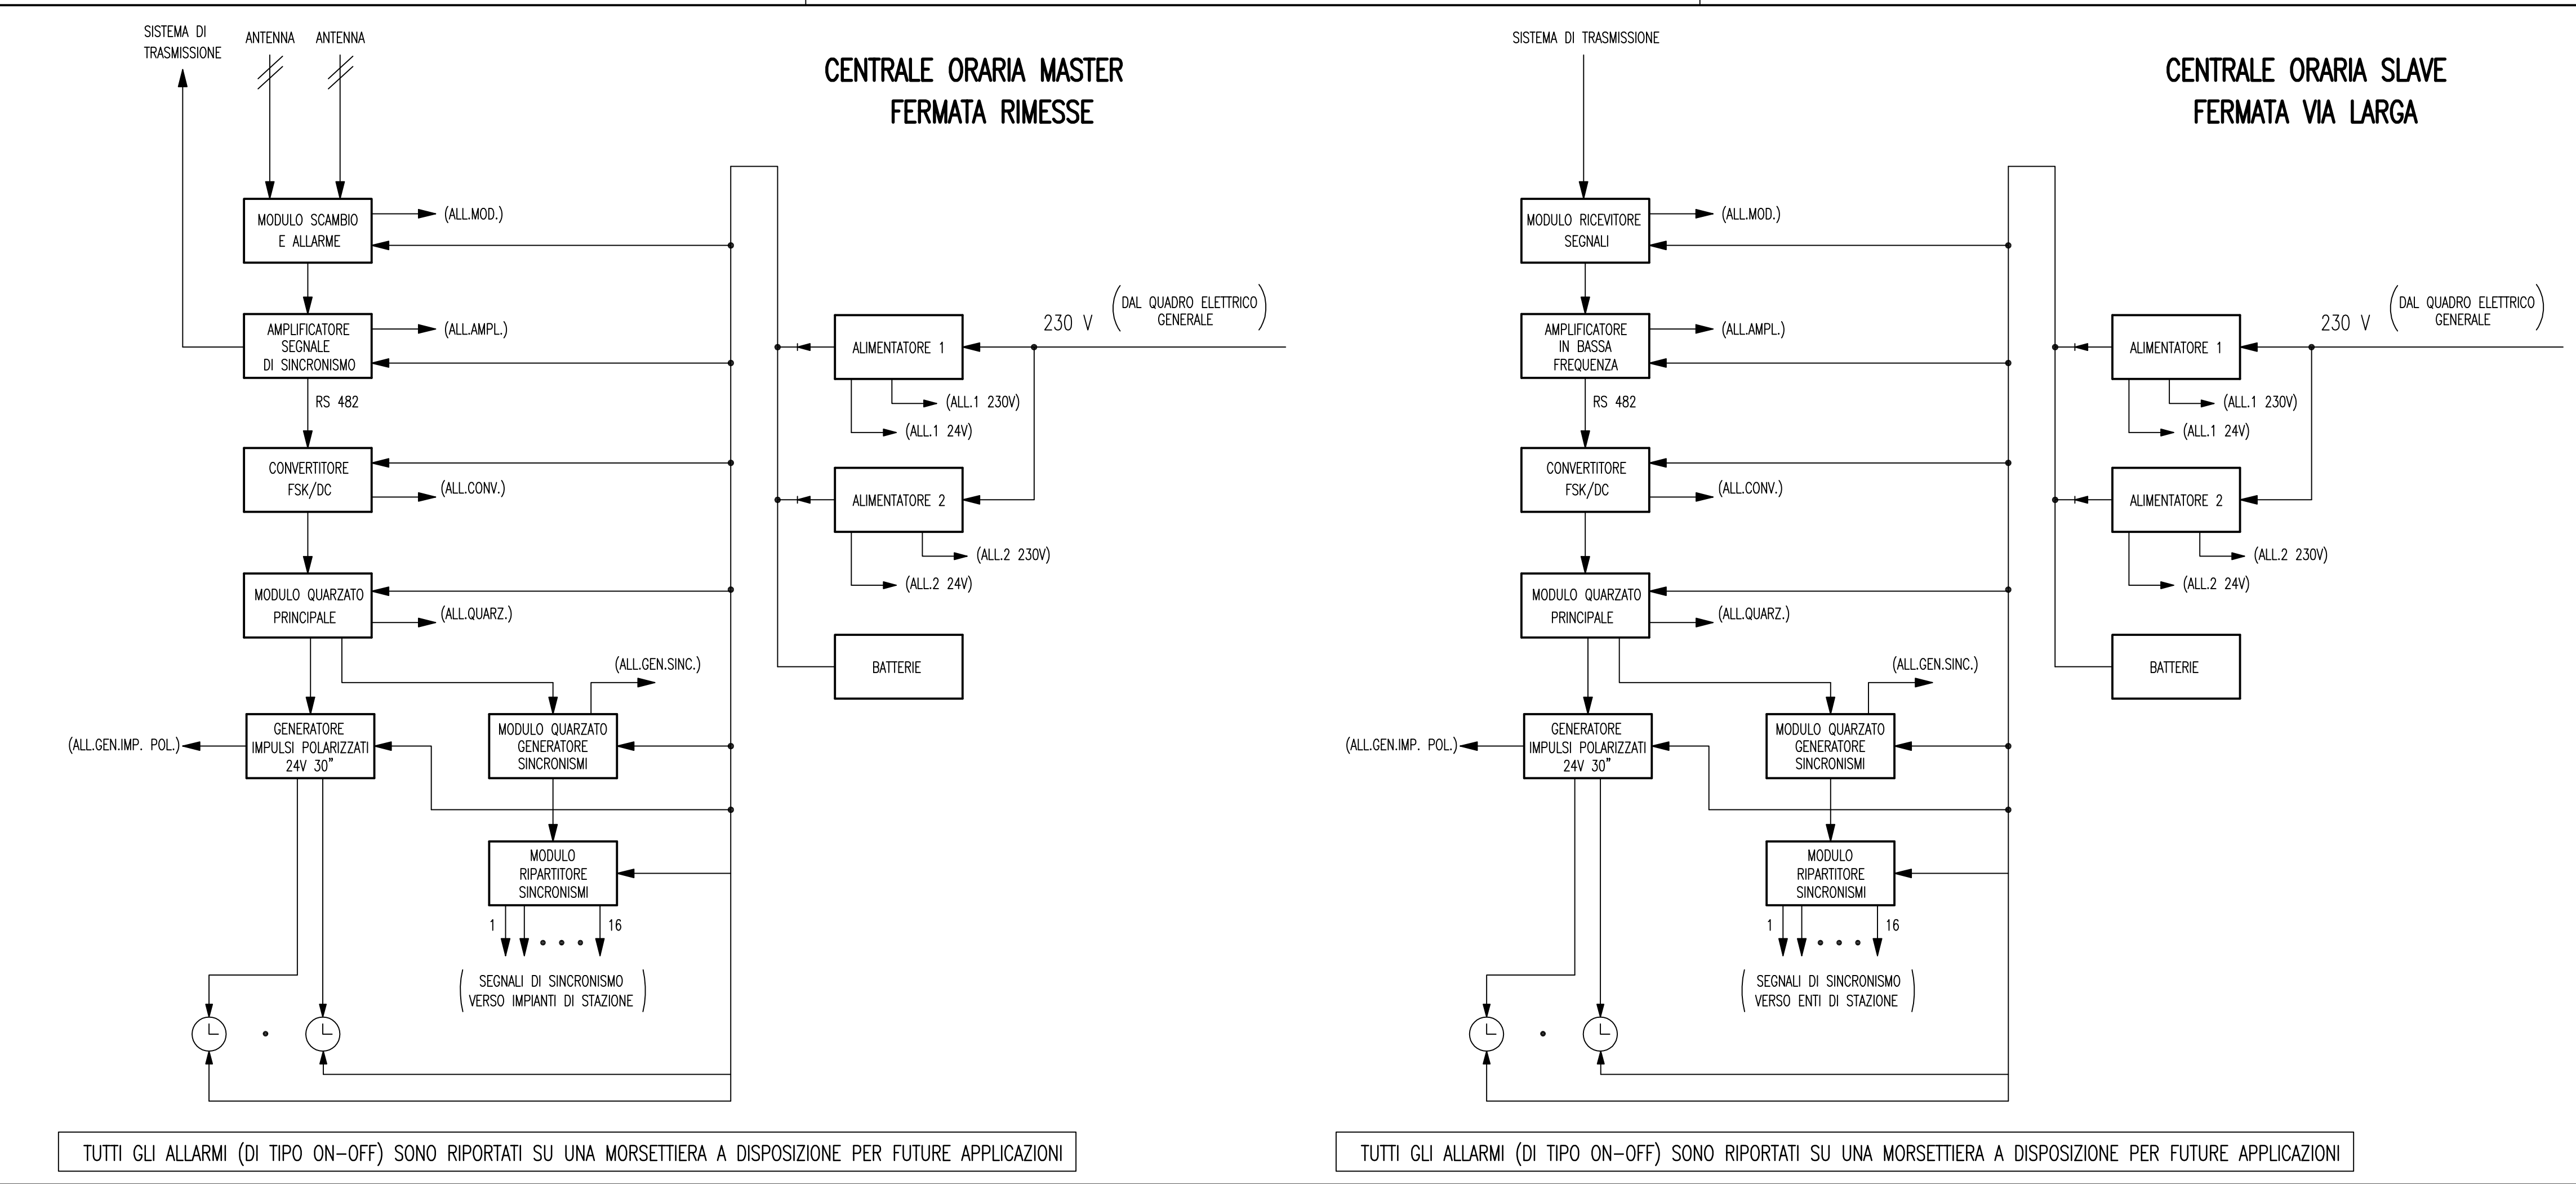 SISTEMA DI
TRASMISSIONE
ANTENNA
ANTENNA
CENTRALE ORARIA MASTER
FERMATA RIMESSE
MODULO SCAMBIO
E ALLARME
(ALL.MOD.)
AMPLIFICATORE
SEGNALE
DI SINCRONISMO
(ALL.AMPL.)
RS 482
CONVERTITORE
FSK/DC
(ALL.CONV.)
MODULO QUARZATO
PRINCIPALE
(ALL.QUARZ.)
(ALL.GEN.SINC.)
GENERATORE
IMPULSI POLARIZZATI
24V 30"
(ALL.GEN.IMP. POL.)
MODULO QUARZATO
GENERATORE
SINCRONISMI
MODULO
RIPARTITORE
SINCRONISMI
1
16
(SEGNALI DI SINCRONISMO
VERSO IMPIANTI DI STAZIONE)
230 V
(DAL QUADRO ELETTRICO
GENERALE)
ALIMENTATORE 1
(ALL.1 230V)
(ALL.1 24V)
ALIMENTATORE 2
(ALL.2 230V)
(ALL.2 24V)
BATTERIE
TUTTI GLI ALLARMI (DI TIPO ON-OFF) SONO RIPORTATI SU UNA MORSETTIERA A DISPOSIZIONE PER FUTURE APPLICAZIONI
SISTEMA DI TRASMISSIONE
CENTRALE ORARIA SLAVE
FERMATA VIA LARGA
MODULO RICEVITORE
SEGNALI
(ALL.MOD.)
AMPLIFICATORE
IN BASSA
FREQUENZA
(ALL.AMPL.)
RS 482
CONVERTITORE
FSK/DC
(ALL.CONV.)
MODULO QUARZATO
PRINCIPALE
(ALL.QUARZ.)
(ALL.GEN.SINC.)
GENERATORE
IMPULSI POLARIZZATI
24V 30"
(ALL.GEN.IMP. POL.)
MODULO QUARZATO
GENERATORE
SINCRONISMI
MODULO
RIPARTITORE
SINCRONISMI
1
16
(SEGNALI DI SINCRONISMO
VERSO ENTI DI STAZIONE)
230 V
(DAL QUADRO ELETTRICO
GENERALE)
ALIMENTATORE 1
(ALL.1 230V)
(ALL.1 24V)
ALIMENTATORE 2
(ALL.2 230V)
(ALL.2 24V)
BATTERIE
TUTTI GLI ALLARMI (DI TIPO ON-OFF) SONO RIPORTATI SU UNA MORSETTIERA A DISPOSIZIONE PER FUTURE APPLICAZIONI